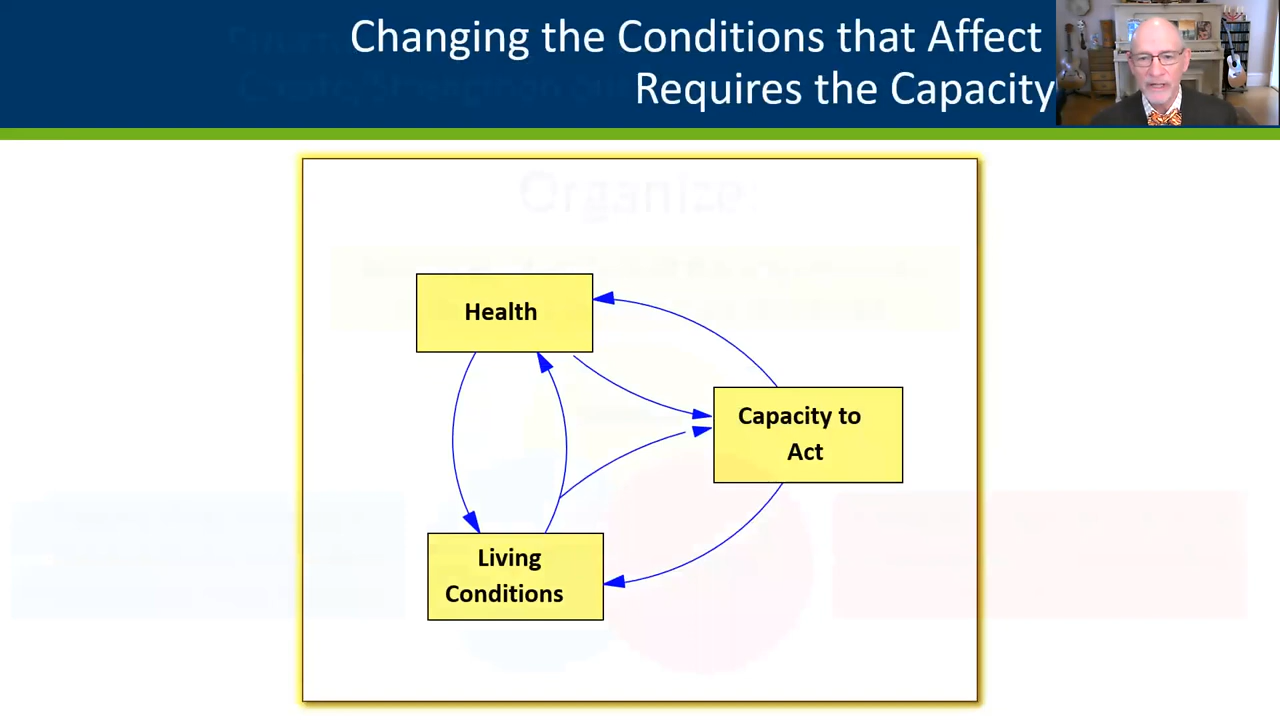 Changing the Conditions that Affect
Requires the Capacity
Organize:
Health
Capacity to
Act
Living
Conditions